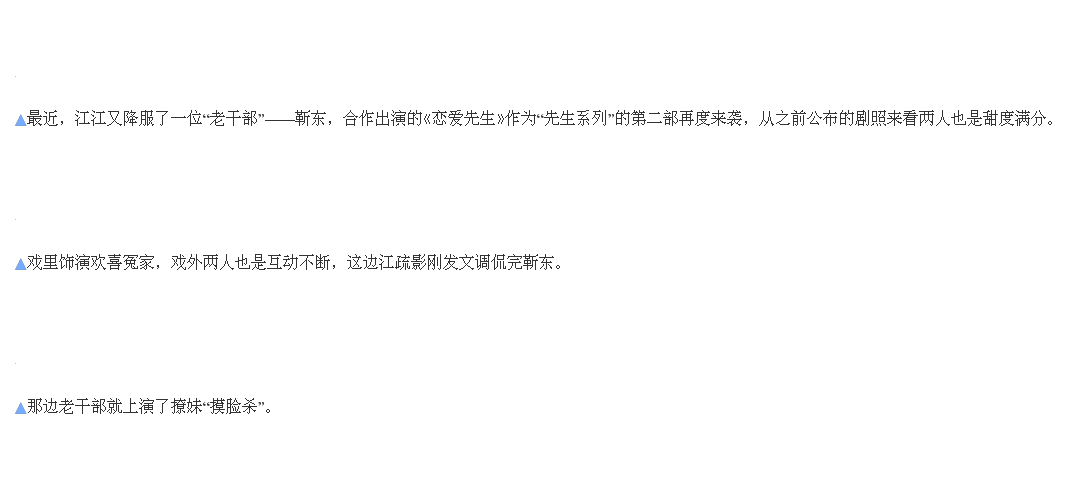 ▲最近，江江又降服了一位“老干部”——靳东，合作出演的《恋爱先生》作为“先生系列”的第二部再度来袭，从之前公布的剧照来看两人也是甜度满分。
▲戏里饰演欢喜冤家，戏外两人也是互动不断，这边江疏影刚发文调侃完靳东。
▲那边老干部就上演了撩妹“摸脸杀”。